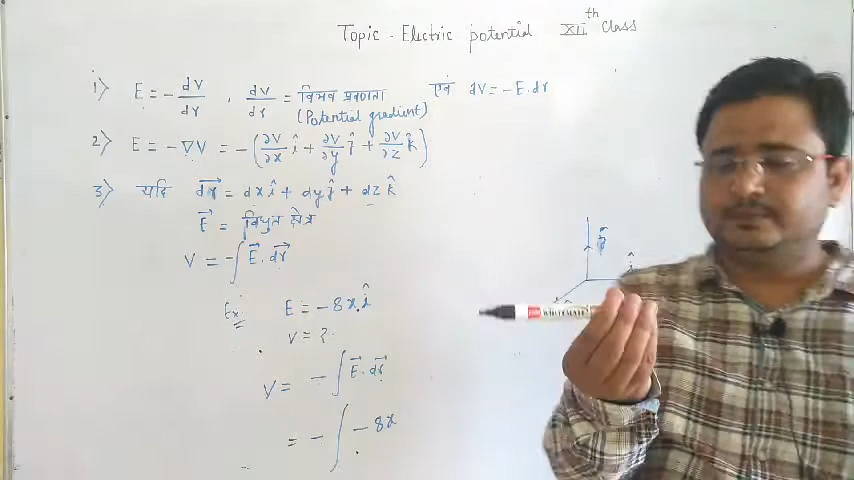 Topic - Electric potential XII th Class
1) E = - dV/dr , dV/dr = विभव प्रवणता एवं dV = - E.dr
(Potential gradient)
2) E = - ∇V = - (∂V/∂x î + ∂V/∂y ĵ + ∂V/∂z k̂)
3) यदि d𝑟⃗ = dx î + dy ĵ + dz k̂
E⃗ = विधुत क्षेत्र
V = - ∫ E⃗ . d𝑟⃗
Ex: E = - 8x î
V = ?
V = - ∫ E⃗ . d𝑟⃗
= - ∫ - 8x
WHITEMATE